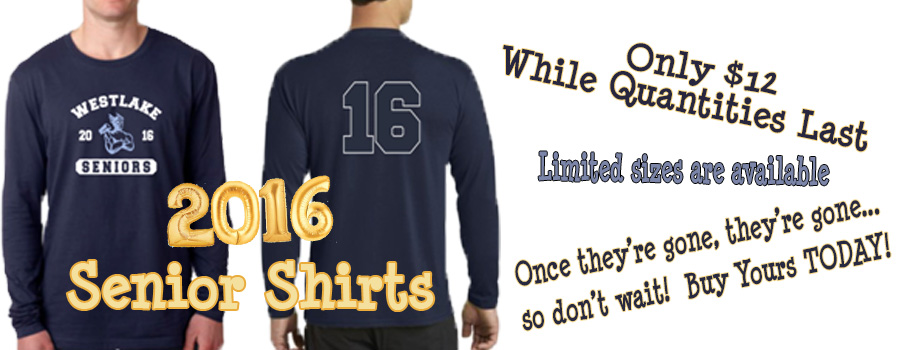 WESTLAKE
20 16
SENIORS
16
2016
Senior Shirts
Only $12
While Quantities Last
Limited sizes are available
Once they're gone, they're gone...
so don't wait! Buy Yours TODAY!